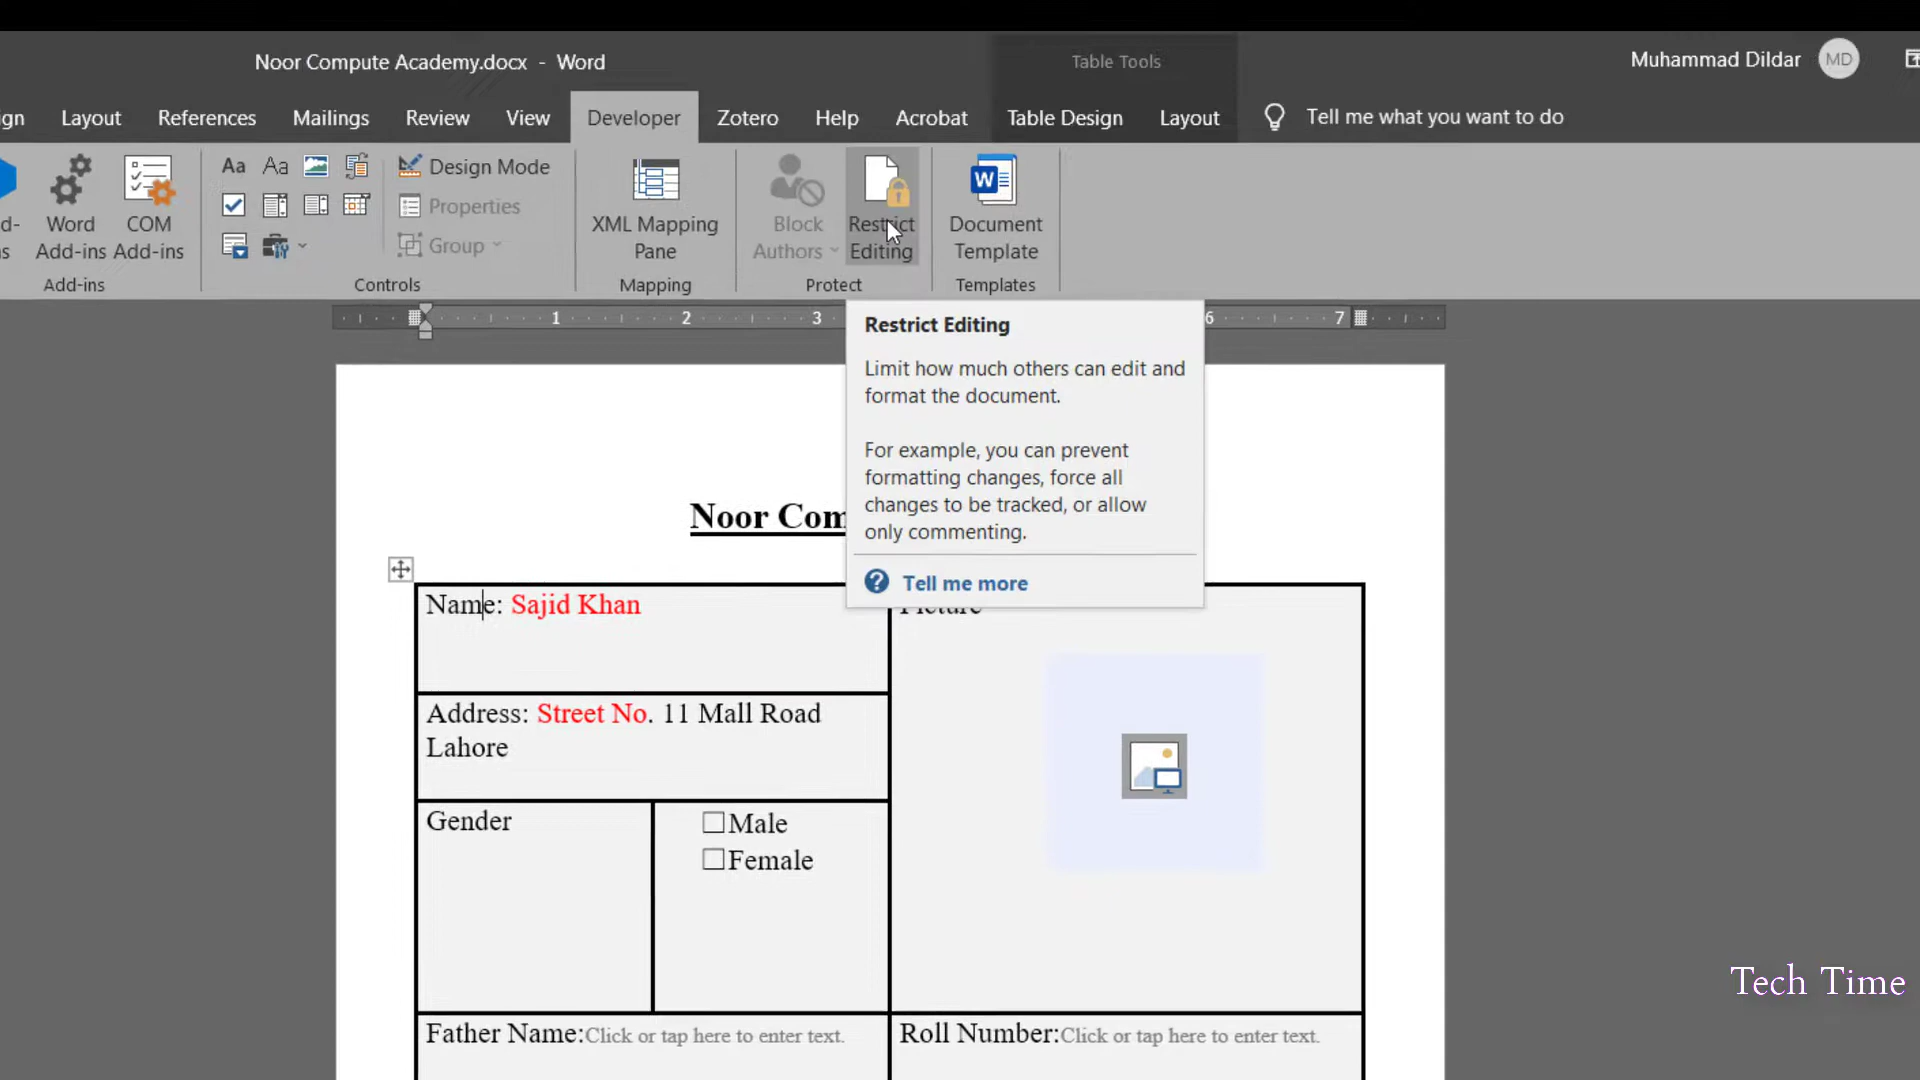 Noor Compute Academy.docx - Word
Table Tools
Muhammad Dildar
MD
gn
Layout
References
Mailings
Review
View
Developer
Zotero
Help
Acrobat
Table Design
Layout
Tell me what you want to do
d-
ns
Word
Add-ins
COM
Add-ins
Add-ins
Aa
Aa
Design Mode
Properties
Group
Controls
XML Mapping
Pane
Mapping
Block
Authors
Restrict
Editing
Protect
W
Document
Template
Templates
1
2
3
6
7
Restrict Editing
Limit how much others can edit and
format the document.
For example, you can prevent
formatting changes, force all
changes to be tracked, or allow
only commenting.
? Tell me more
Noor Com
Name: Sajid Khan
Picture
Address: Street No. 11 Mall Road
Lahore
Gender
☐Male
☐Female
Father Name:Click or tap here to enter text.
Roll Number:Click or tap here to enter text.
Tech Time